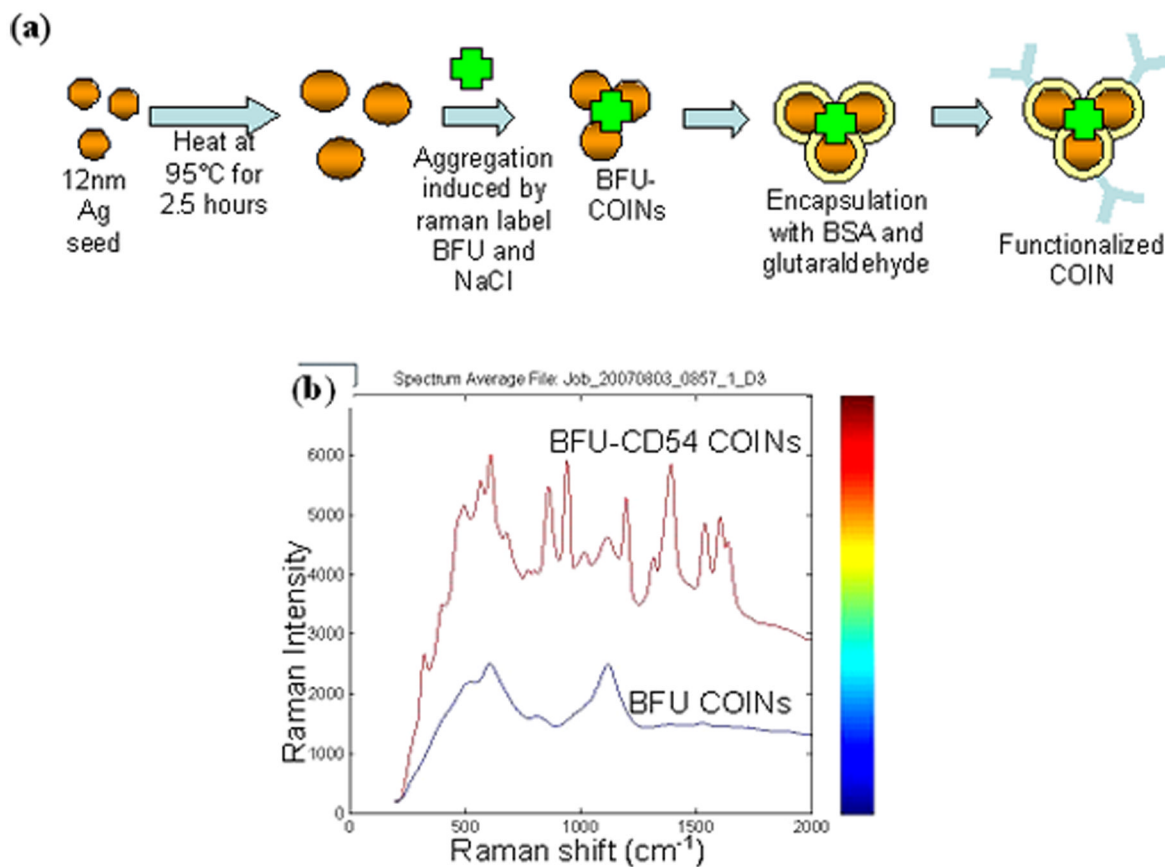 (a)
12nm
Ag
seed
Heat at
95°C for
2.5 hours
Aggregation
induced by
raman label
BFU and
NaCl
BFU-
COINs
Encapsulation
with BSA and
glutaraldehyde
Functionalized
COIN
(b)
Spectrum Average File: Job_20070803_0857_1_D3
BFU-CD54 COINs
BFU COINs
Raman Intensity
6000
5000
4000
3000
2000
1000
0
0 500 1000 1500 2000
Raman shift (cm-1)